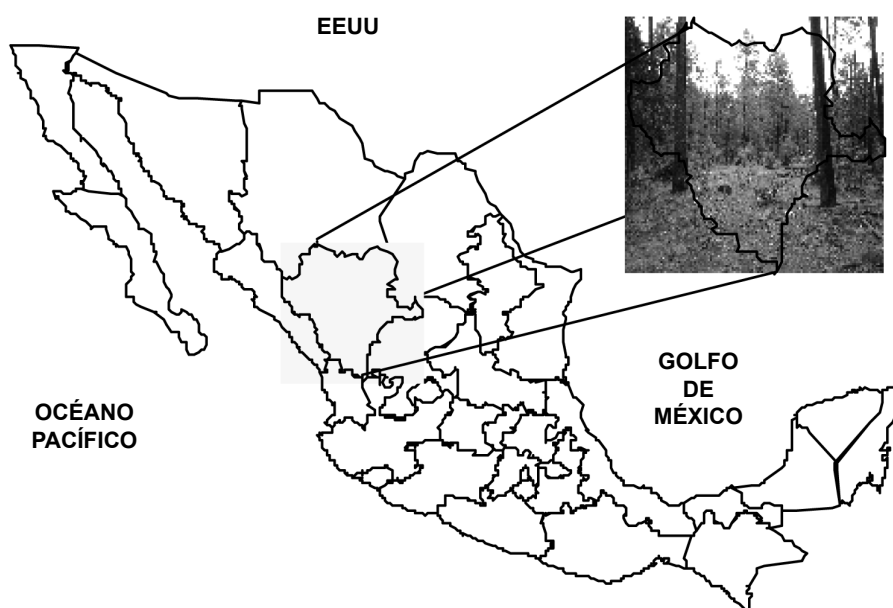 EEUU
GOLFO
DE
MÉXICO
OCÉANO
PACÍFICO